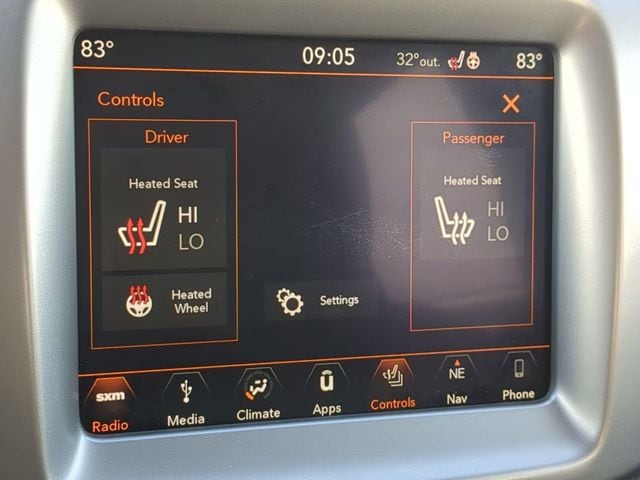 83° 09:05 32°out. 83°
Controls
Driver
Passenger
Heated Seat
HI
LO
Heated Seat
HI
LO
Heated
Wheel
Settings
sxm
Radio
Media
Climate
Apps
Controls
NE
Nav
Phone